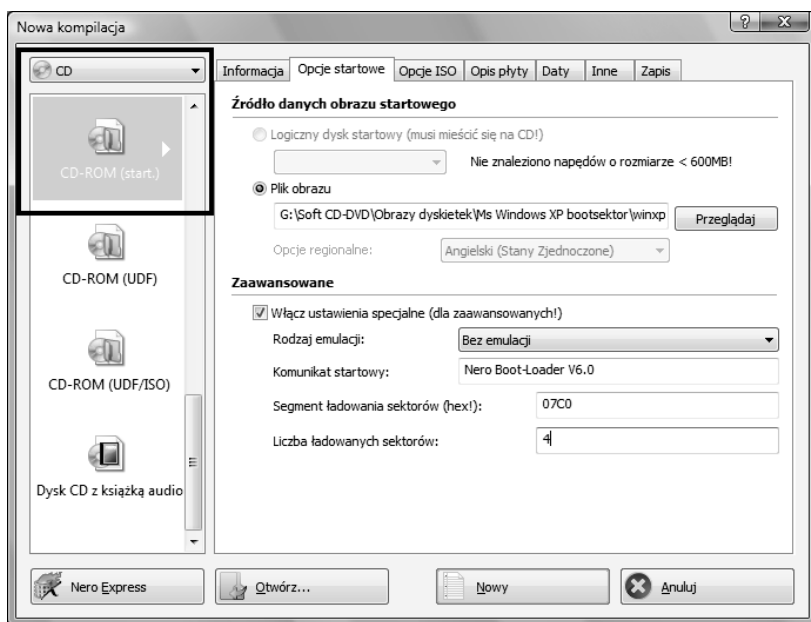 Nowa kompilacja
CD
CD-ROM (start.)
CD-ROM (UDF)
CD-ROM (UDF/ISO)
Dysk CD z książką audio
Informacja Opcje startowe Opcje ISO Opis płyty Daty Inne Zapis
Źródło danych obrazu startowego
Logiczny dysk startowy (musi mieścić się na CD!)
Nie znaleziono napędów o rozmiarze < 600MB!
Plik obrazu
G:\Soft CD-DVD\Obrazy dyskietek\Ms Windows XP bootsektor\winxp Przeglądaj
Opcje regionalne: Angielski (Stany Zjednoczone)
Zaawansowane
Włącz ustawienia specjalne (dla zaawansowanych!)
Rodzaj emulacji: Bez emulacji
Komunikat startowy: Nero Boot-Loader V6.0
Segment ładowania sektorów (hex!): 07C0
Liczba ładowanych sektorów: 4
Nero Express Otwórz... Nowy Anuluj